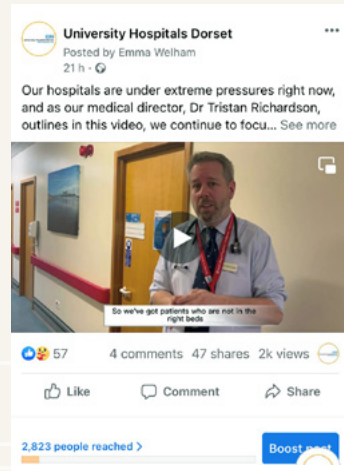 University Hospitals Dorset
Posted by Emma Welham
21 h ·
Our hospitals are under extreme pressures right now,
and as our medical director, Dr Tristan Richardson,
outlines in this video, we continue to focu... See more
So we've got patients who are not in the
right beds
57 4 comments 47 shares 2k views
Like Comment Share
2,823 people reached >
Boost post